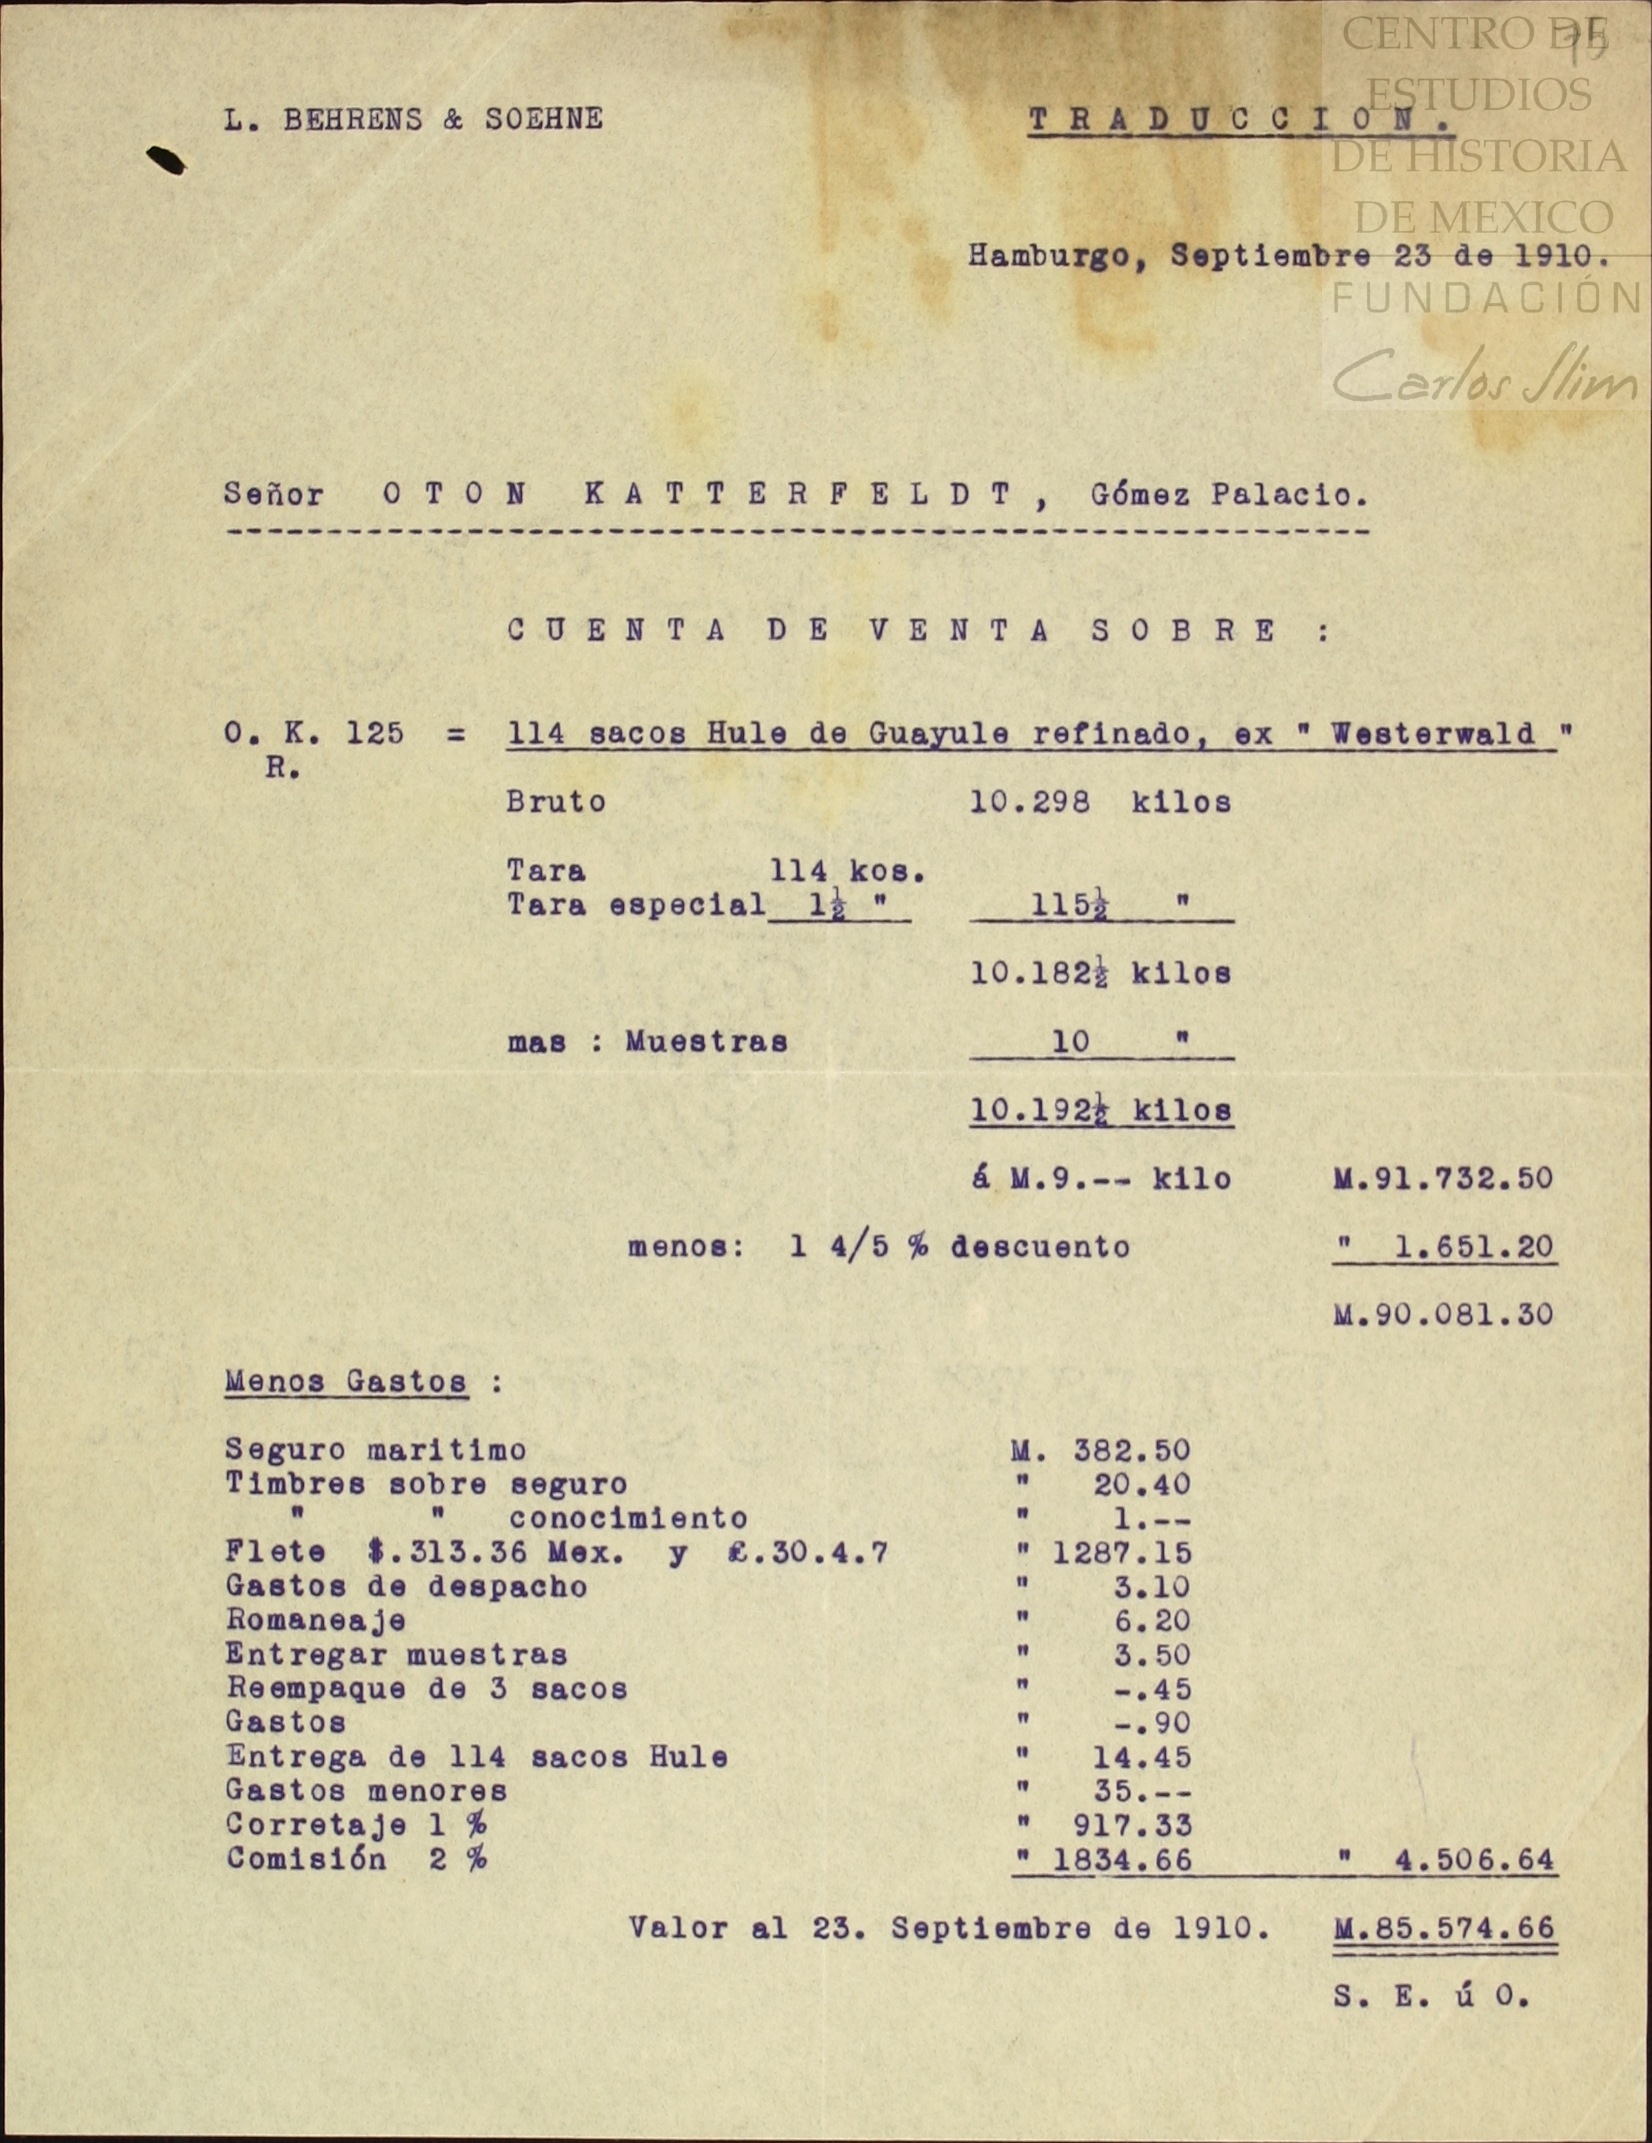 CENTRO DE
ESTUDIOS
DE HISTORIA
DE MEXICO
FUNDACIÓN
Carlos Slim
L. BEHRENS & SOEHNE
TRADUCCION.
Hamburgo, Septiembre 23 de 1910.
Señor OTON KATTERFELDT, Gómez Palacio.
CUENTA DE VENTA SOBRE :
O. K. 125 = 114 sacos Hule de Guayule refinado, ex " Westerwald "
R.
Bruto 10.298 kilos
Tara 114 kos.
Tara especial 1½ " 115½ "
10.182½ kilos
mas : Muestras 10 "
10.192½ kilos
á M.9.-- kilo M.91.732.50
menos: 1 4/5 % descuento " 1.651.20
M.90.081.30
Menos Gastos :
Seguro maritimo M. 382.50
Timbres sobre seguro " 20.40
" " conocimiento " 1.--
Flete $.313.36 Mex. y £.30.4.7 " 1287.15
Gastos de despacho " 3.10
Romaneaje " 6.20
Entregar muestras " 3.50
Reempaque de 3 sacos " -.45
Gastos " -.90
Entrega de 114 sacos Hule " 14.45
Gastos menores " 35.--
Corretaje 1 % " 917.33
Comisión 2 % " 1834.66 " 4.506.64
Valor al 23. Septiembre de 1910. M.85.574.66
S. E. ú O.